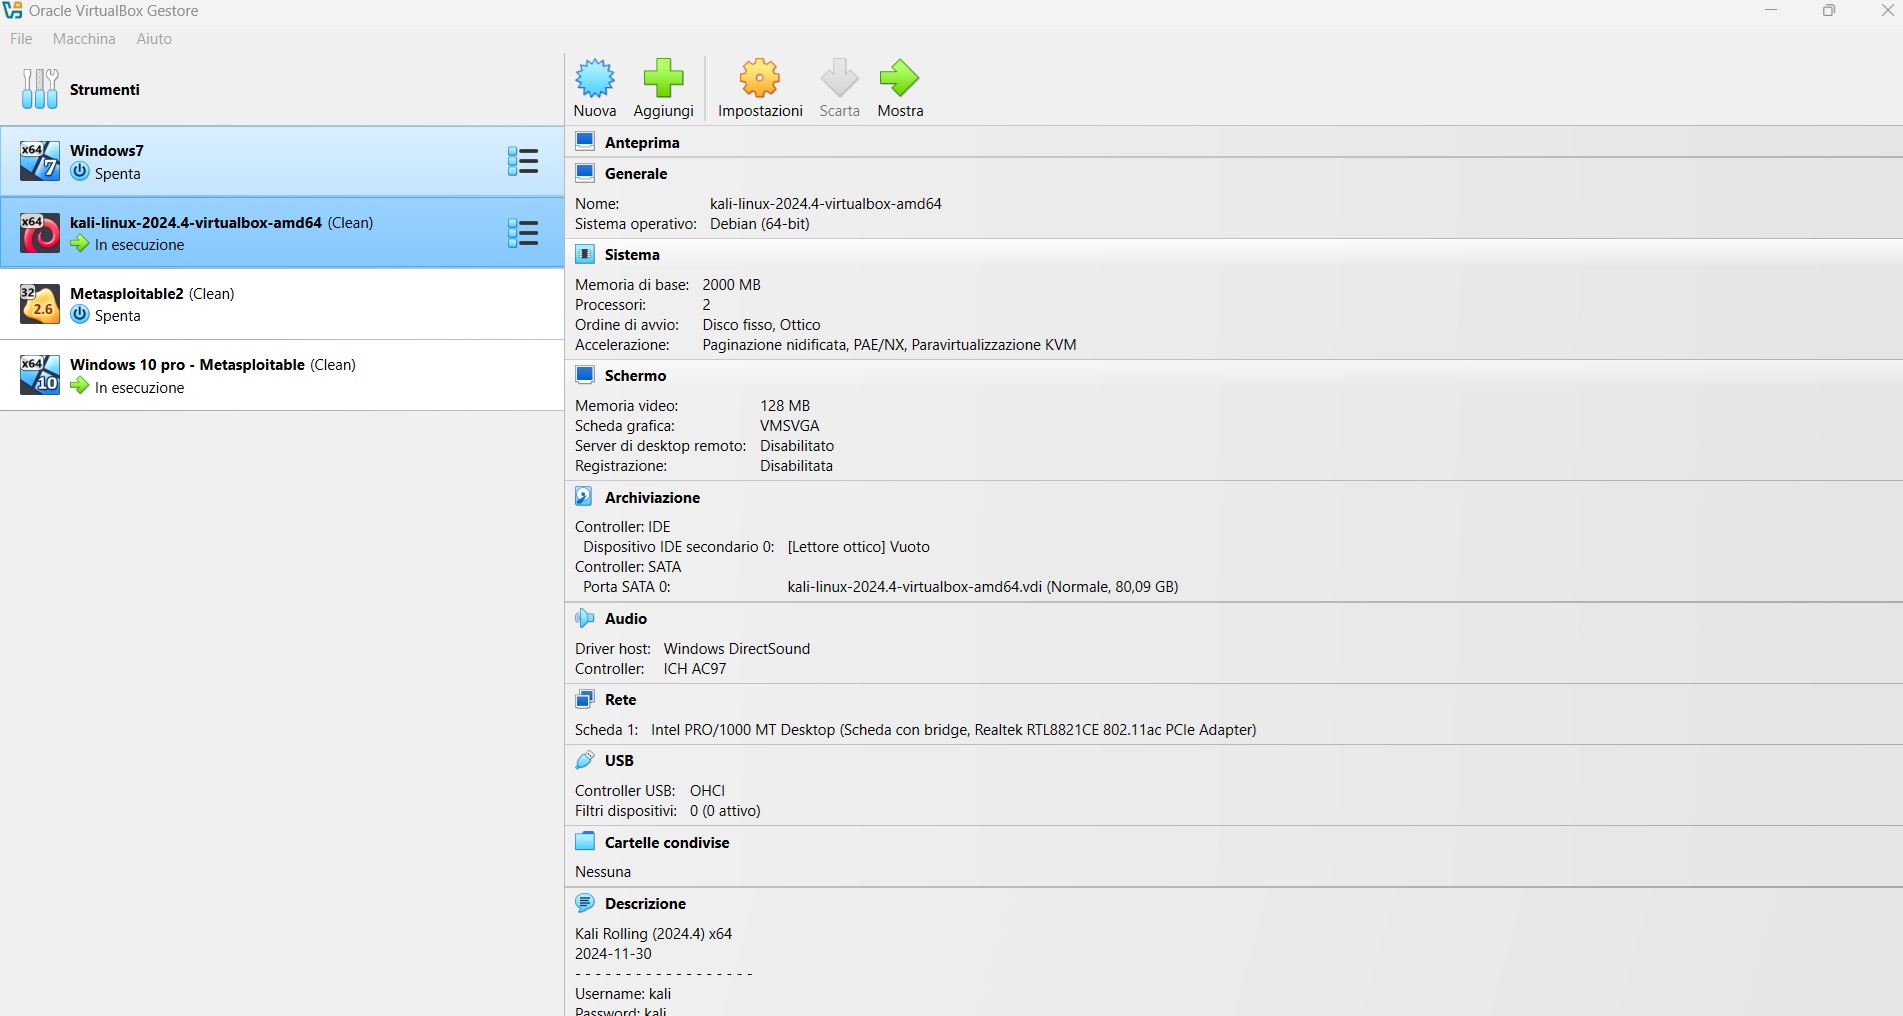 Oracle VirtualBox Gestore
File Macchina Aiuto
Strumenti
Nuova Aggiungi Impostazioni Scarta Mostra
x64 7 Windows7
Spenta
x64 kali-linux-2024.4-virtualbox-amd64 (Clean)
In esecuzione
32 2.6 Metasploitable2 (Clean)
Spenta
x64 10 Windows 10 pro - Metasploitable (Clean)
In esecuzione
Anteprima
Generale
Nome: kali-linux-2024.4-virtualbox-amd64
Sistema operativo: Debian (64-bit)
Sistema
Memoria di base: 2000 MB
Processori: 2
Ordine di avvio: Disco fisso, Ottico
Accelerazione: Paginazione nidificata, PAE/NX, Paravirtualizzazione KVM
Schermo
Memoria video: 128 MB
Scheda grafica: VMSVGA
Server di desktop remoto: Disabilitato
Registrazione: Disabilitata
Archiviazione
Controller: IDE
Dispositivo IDE secondario 0: [Lettore ottico] Vuoto
Controller: SATA
Porta SATA 0: kali-linux-2024.4-virtualbox-amd64.vdi (Normale, 80,09 GB)
Audio
Driver host: Windows DirectSound
Controller: ICH AC97
Rete
Scheda 1: Intel PRO/1000 MT Desktop (Scheda con bridge, Realtek RTL8821CE 802.11ac PCIe Adapter)
USB
Controller USB: OHCI
Filtri dispositivi: 0 (0 attivo)
Cartelle condivise
Nessuna
Descrizione
Kali Rolling (2024.4) x64
2024-11-30
- - - - - - - - - - - - - - - - - -
Username: kali
Password: kali